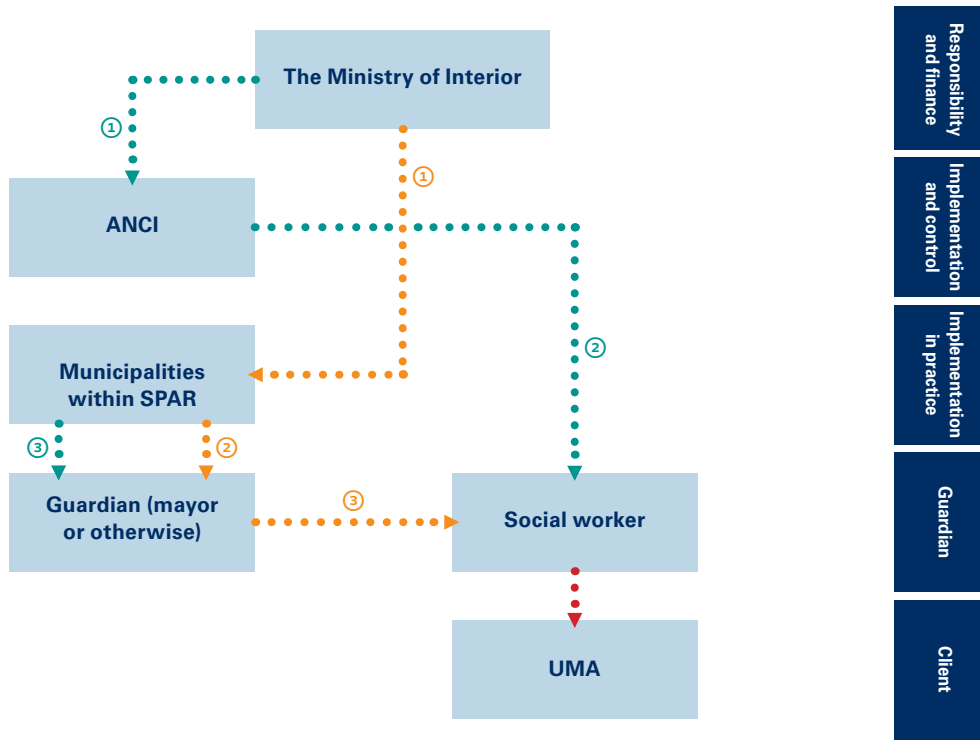 The Ministry of Interior
①
①
ANCI
②
Municipalities
within SPAR
③
②
Guardian (mayor
or otherwise)
③
Social worker
UMA
Responsibility
and finance
Implementation
and control
Implementation
in practice
Guardian
Client